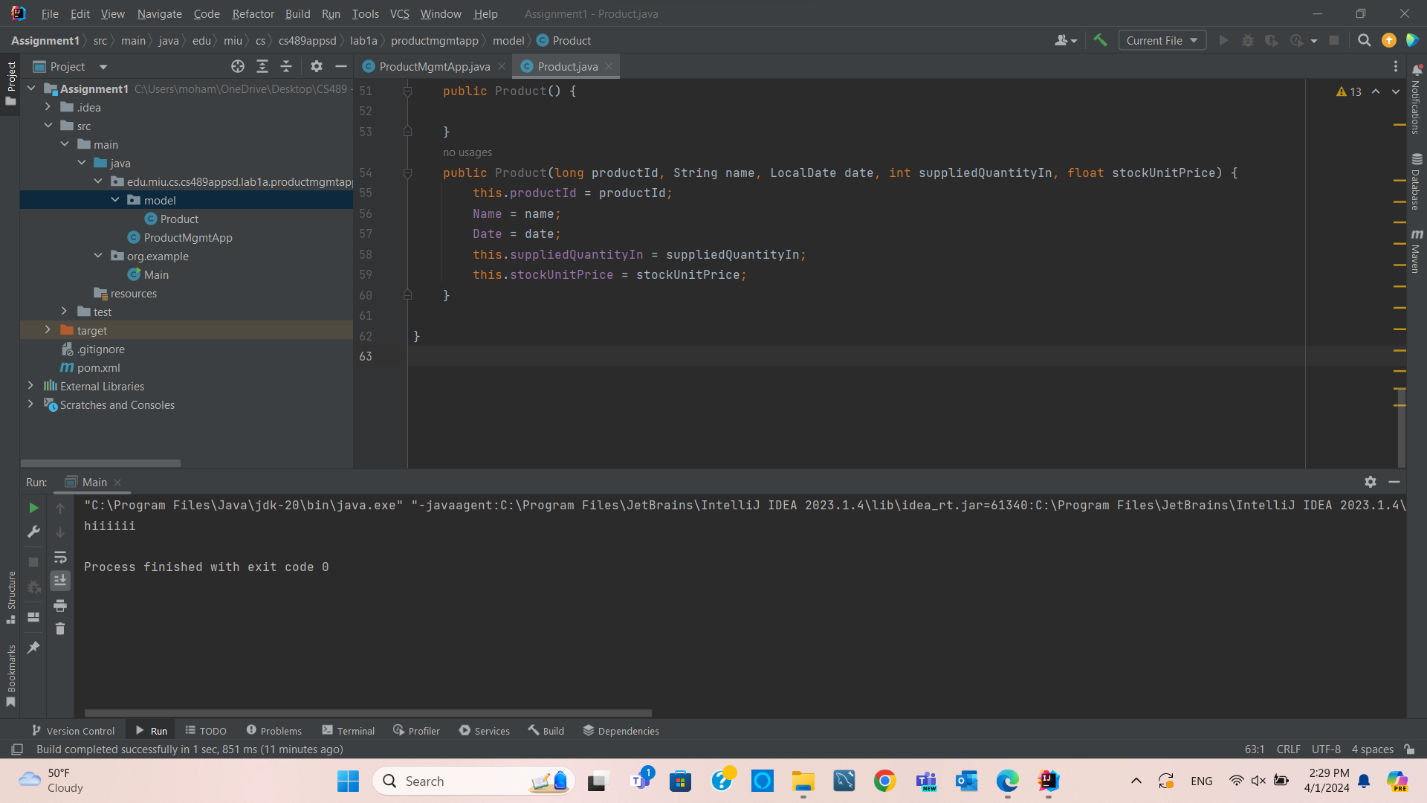 File Edit View Navigate Code Refactor Build Run Tools VCS Window Help Assignment1 - Product.java
Assignment1 src main java edu miu cs cs489appsd lab1a productmgmtapp model Product Current File
Project
Project
ProductMgmtApp.java Product.java
Assignment1 C:\Users\moham\OneDrive\Desktop\CS489
.idea
src
main
java
edu.miu.cs.cs489appsd.lab1a.productmgmtapp
model
Product
ProductMgmtApp
org.example
Main
resources
test
target
.gitignore
pom.xml
External Libraries
Scratches and Consoles
51 public Product() {
13
52
53 }
no usages
54 public Product(long productId, String name, LocalDate date, int suppliedQuantityIn, float stockUnitPrice) {
55 this.productId = productId;
56 Name = name;
57 Date = date;
58 this.suppliedQuantityIn = suppliedQuantityIn;
59 this.stockUnitPrice = stockUnitPrice;
60 }
61
62 }
63
Notifications
Database
Maven
Run: Main
"C:\Program Files\Java\jdk-20\bin\java.exe" "-javaagent:C:\Program Files\JetBrains\IntelliJ IDEA 2023.1.4\lib\idea_rt.jar=61340:C:\Program Files\JetBrains\IntelliJ IDEA 2023.1.4\
hiiiiii
Process finished with exit code 0
Structure
Bookmarks
Version Control Run TODO Problems Terminal Profiler Services Build Dependencies
Build completed successfully in 1 sec, 851 ms (11 minutes ago) 63:1 CRLF UTF-8 4 spaces
50°F
Cloudy
Search
1
NEW
ENG
2:29 PM
4/1/2024
PRE